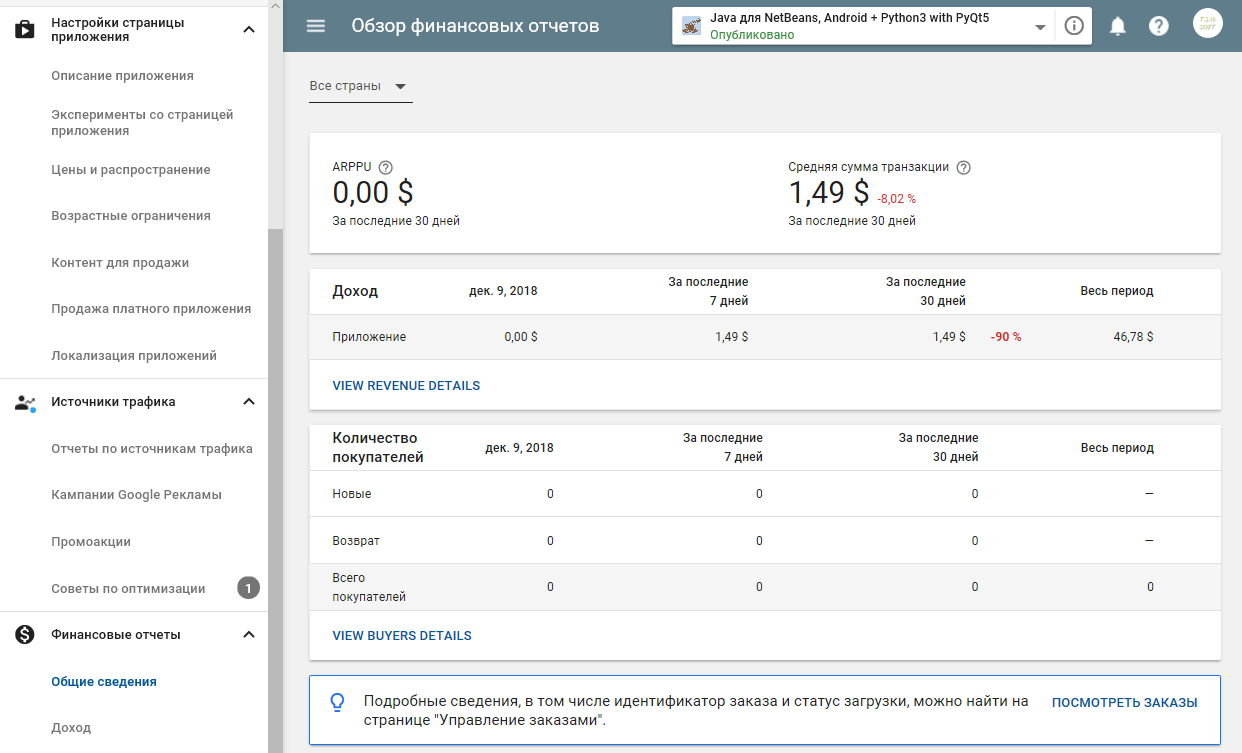 Настройки страницы
приложения
Описание приложения
Эксперименты со страницей
приложения
Цены и распространение
Возрастные ограничения
Контент для продажи
Продажа платного приложения
Локализация приложений
Источники трафика
Отчеты по источникам трафика
Кампании Google Рекламы
Промоакции
Советы по оптимизации 1
Финансовые отчеты
Общие сведения
Доход
Обзор финансовых отчетов
Java для NetBeans, Android + Python3 with PyQt5
Опубликовано
Все страны
ARPPU
0,00 $
За последние 30 дней
Средняя сумма транзакции
1,49 $ -8,02 %
За последние 30 дней
Доход дек. 9, 2018 За последние 7 дней За последние 30 дней Весь период
Приложение 0,00 $ 1,49 $ 1,49 $ -90 % 46,78 $
VIEW REVENUE DETAILS
Количество покупателей дек. 9, 2018 За последние 7 дней За последние 30 дней Весь период
Новые 0 0 0 –
Возврат 0 0 0 –
Всего покупателей 0 0 0 0
VIEW BUYERS DETAILS
Подробные сведения, в том числе идентификатор заказа и статус загрузки, можно найти на
странице "Управление заказами".
ПОСМОТРЕТЬ ЗАКАЗЫ